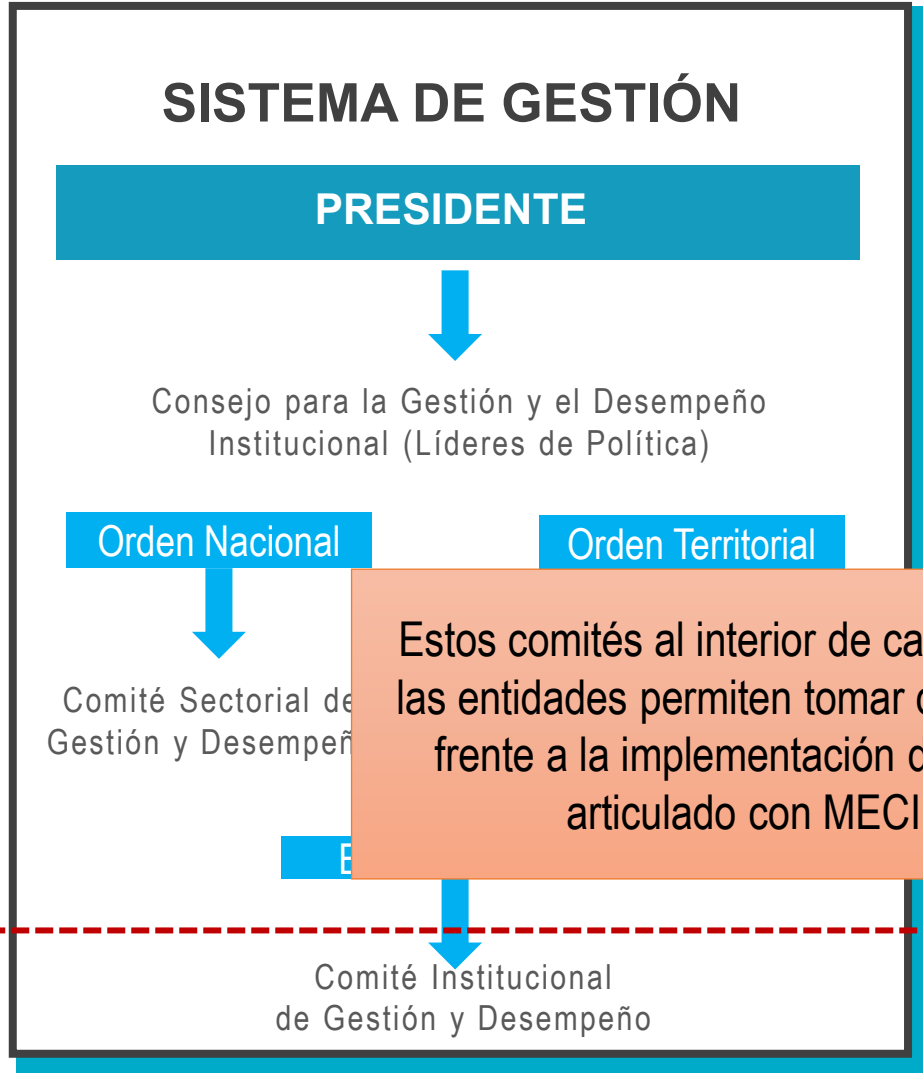 SISTEMA DE GESTIÓN
PRESIDENTE
Consejo para la Gestión y el Desempeño
Institucional (Líderes de Política)
Orden Nacional
Orden Territorial
Comité Sectorial de
Gestión y
Estos comités al interior de
las entidades permiten tomar
frente a la implementación
articulado con MECI
Comité Institucional
de Gestión y Desempeño